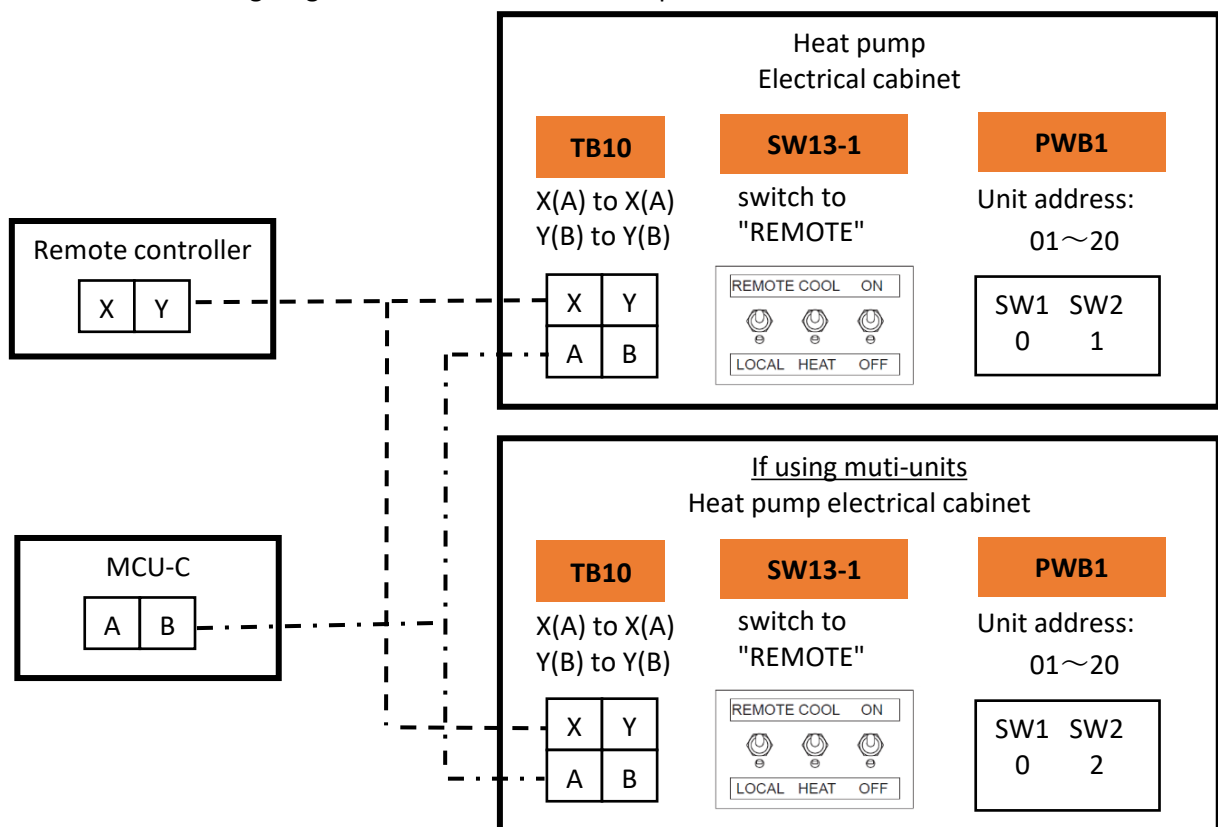 Heat pump
Electrical cabinet
TB10
SW13-1
PWB1
X(A) to X(A)
Y(B) to Y(B)
switch to
"REMOTE"
Unit address:
01～20
Remote controller
X Y
X Y
A B
REMOTE COOL ON
LOCAL HEAT OFF
SW1 SW2
0 1
If using muti-units
Heat pump electrical cabinet
MCU-C
A B
TB10
SW13-1
PWB1
X(A) to X(A)
Y(B) to Y(B)
switch to
"REMOTE"
Unit address:
01～20
X Y
A B
REMOTE COOL ON
LOCAL HEAT OFF
SW1 SW2
0 2